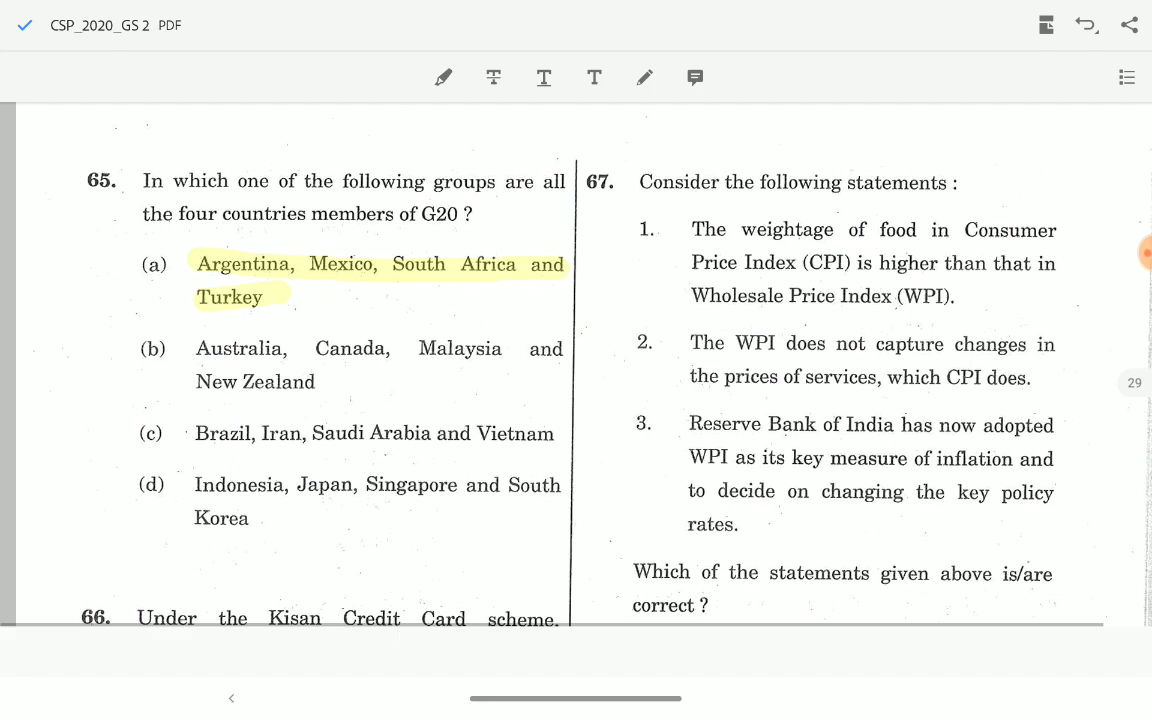 CSP_2020_GS 2 PDF
65. In which one of the following groups are all
the four countries members of G20 ?
(a) Argentina, Mexico, South Africa and
Turkey
(b) Australia, Canada, Malaysia and
New Zealand
(c) Brazil, Iran, Saudi Arabia and Vietnam
(d) Indonesia, Japan, Singapore and South
Korea
66. Under the Kisan Credit Card scheme,
67. Consider the following statements :
1. The weightage of food in Consumer
Price Index (CPI) is higher than that in
Wholesale Price Index (WPI).
2. The WPI does not capture changes in
the prices of services, which CPI does.
3. Reserve Bank of India has now adopted
WPI as its key measure of inflation and
to decide on changing the key policy
rates.
Which of the statements given above is/are
correct ?
29